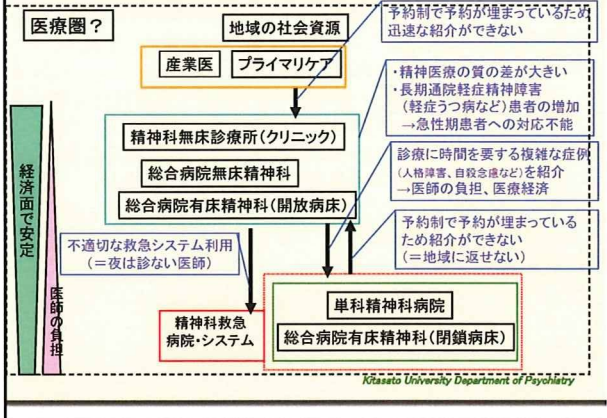 医療圏？
地域の社会資源
予約制で予約が埋まっているため
迅速な紹介ができない
産業医
プライマリケア
・精神医療の質の差が大きい
・長期通院軽症精神障害
（軽症うつ病など）患者の増加
→急性期患者への対応不能
精神科無床診療所（クリニック）
総合病院無床精神科
総合病院有床精神科（開放病床）
診療に時間を要する複雑な症例
（人格障害、自殺念慮など）を紹介
→医師の負担、医療経済
経済面で安定
医師の負担
不適切な救急システム利用
（＝夜は診ない医師）
予約制で予約が埋まっている
ため紹介ができない
（＝地域に返せない）
精神科救急
病院・システム
単科精神科病院
総合病院有床精神科（閉鎖病床）
Kitasato University Department of Psychiatry